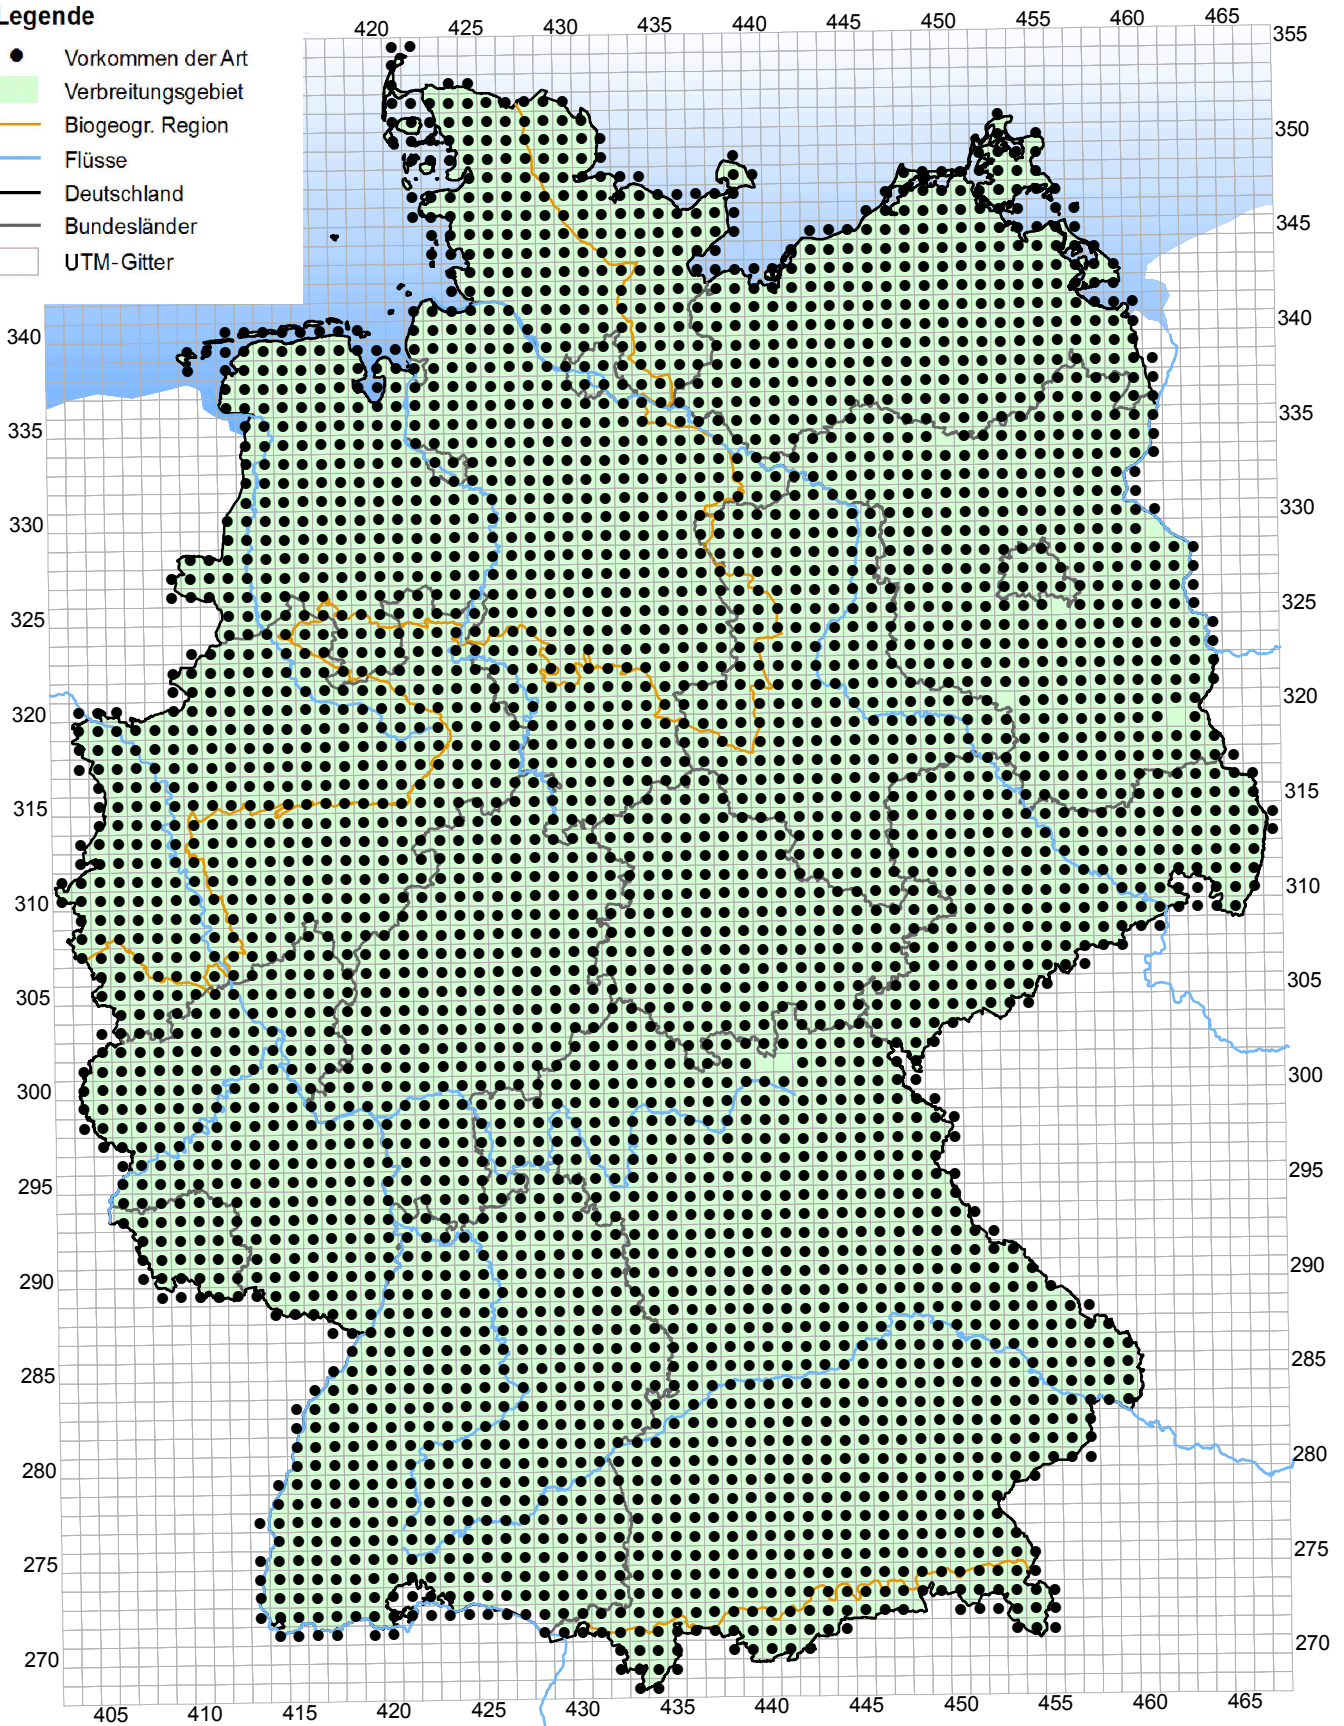 Legende
Vorkommen der Art
Verbreitungsgebiet
Biogeogr. Region
Flüsse
Deutschland
Bundesländer
UTM-Gitter
420 425 430 435 440 445 450 455 460 465
355
350
345
340 340
335 335
330 330
325 325
320 320
315 315
310 310
305 305
300 300
295 295
290 290
285 285
280 280
275 275
270 270
405 410 415 420 425 430 435 440 445 450 455 460 465